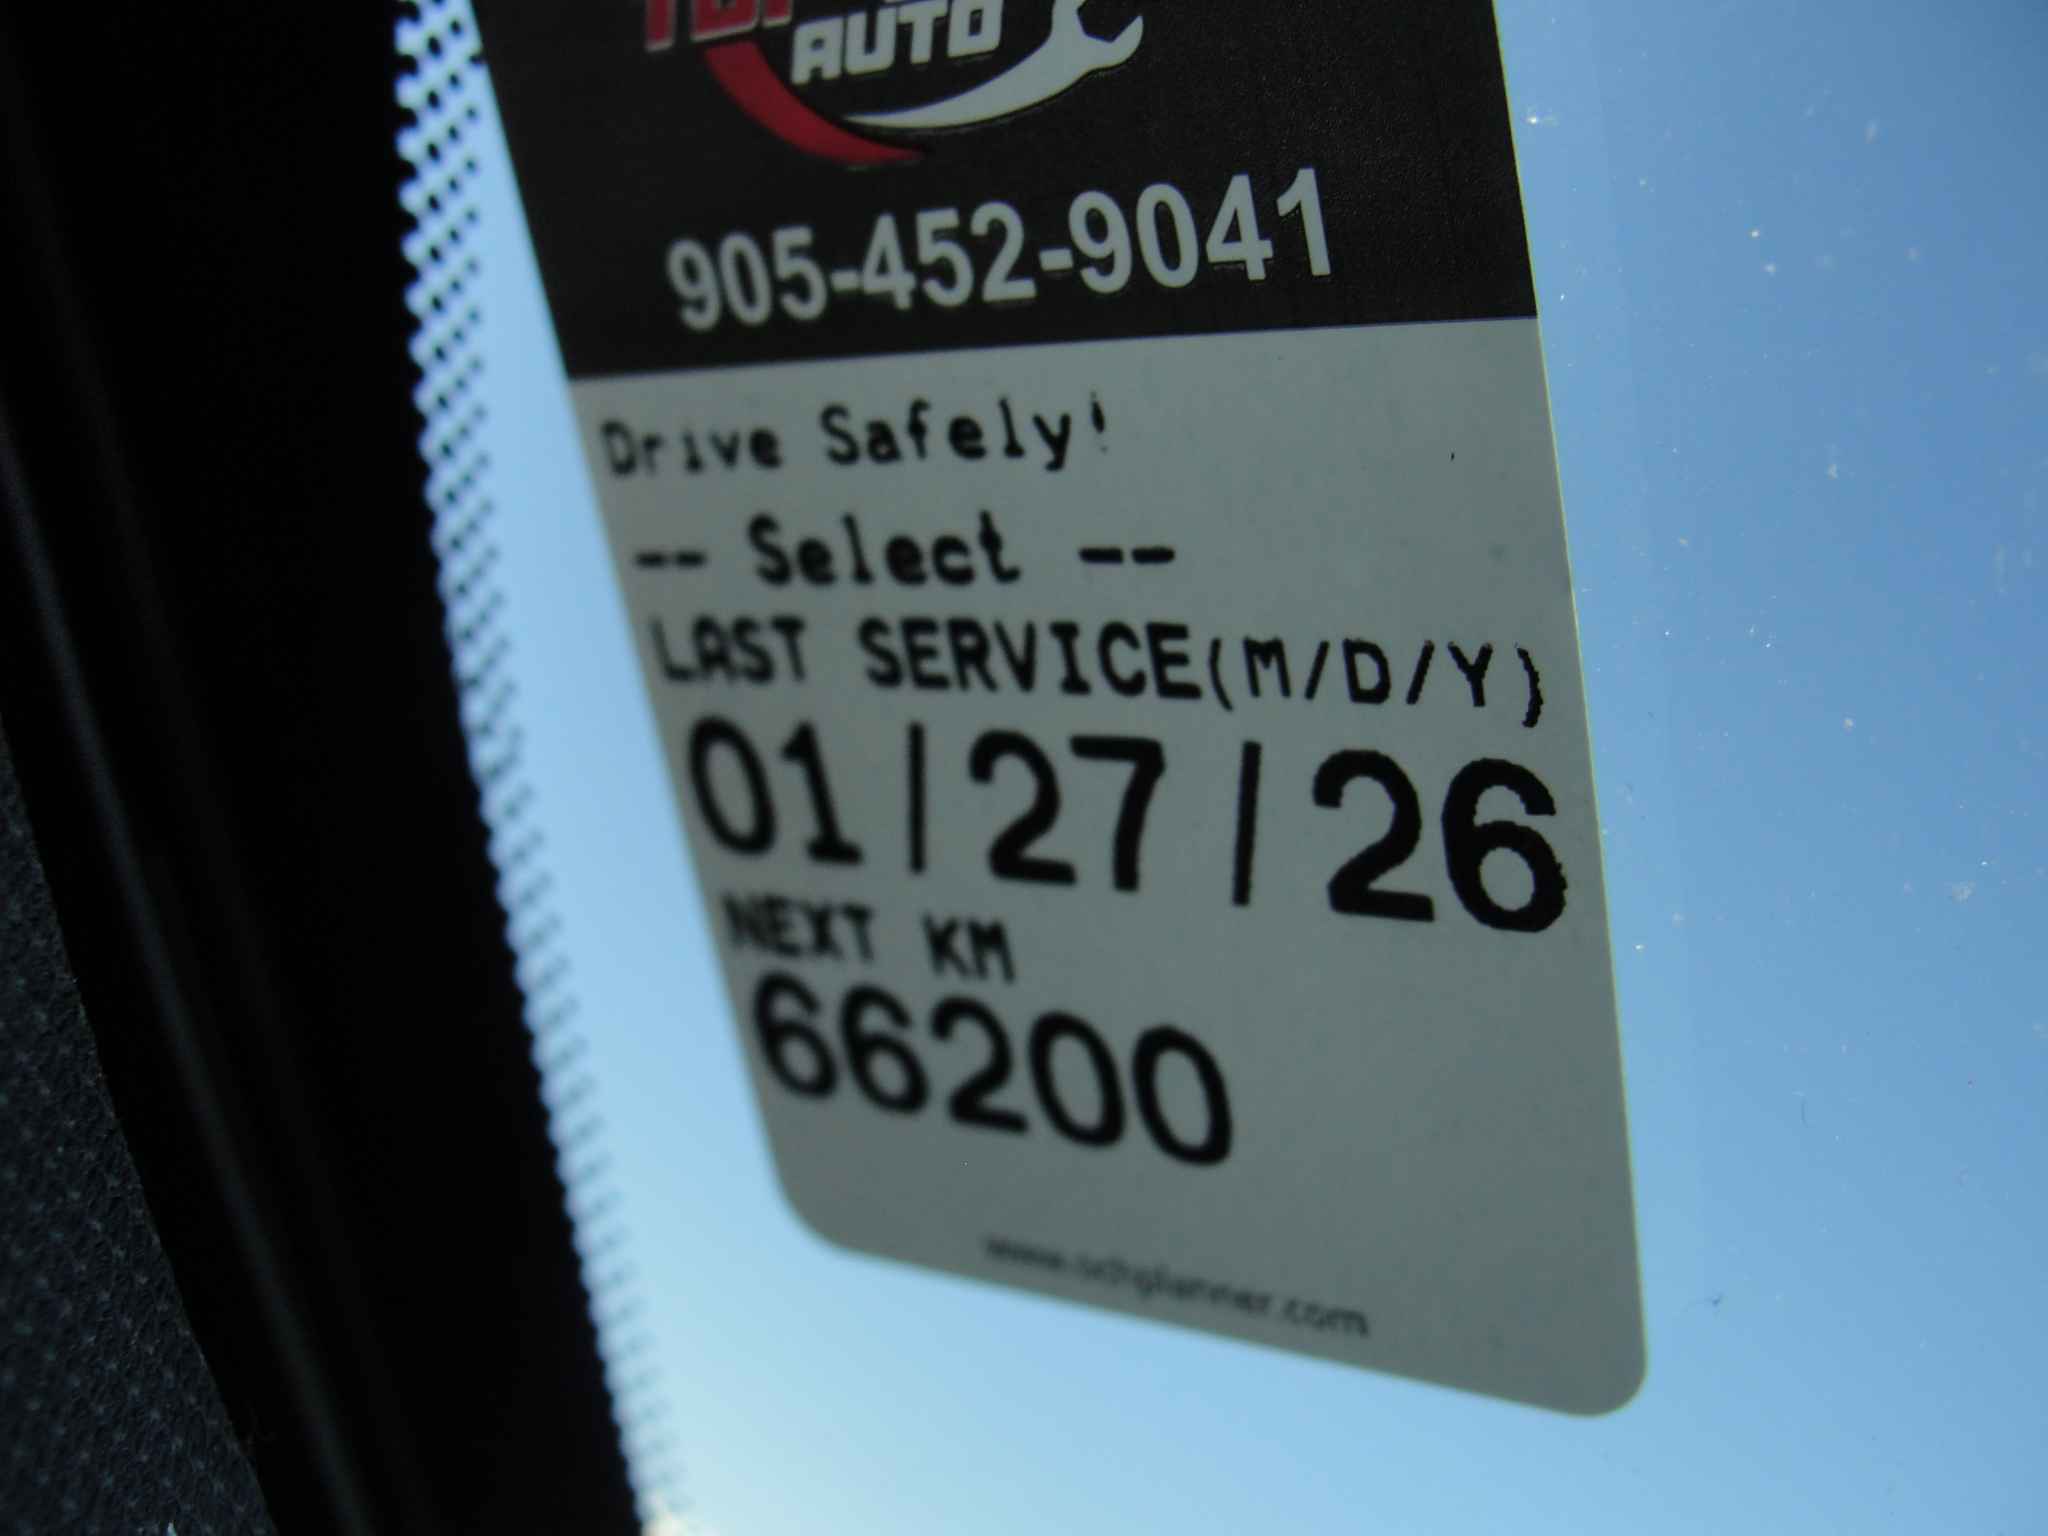 AUTO
905-452-9041
Drive Safely!
-- Select --
LAST SERVICE(M/D/Y)
01/27/26
NEXT KM
66200